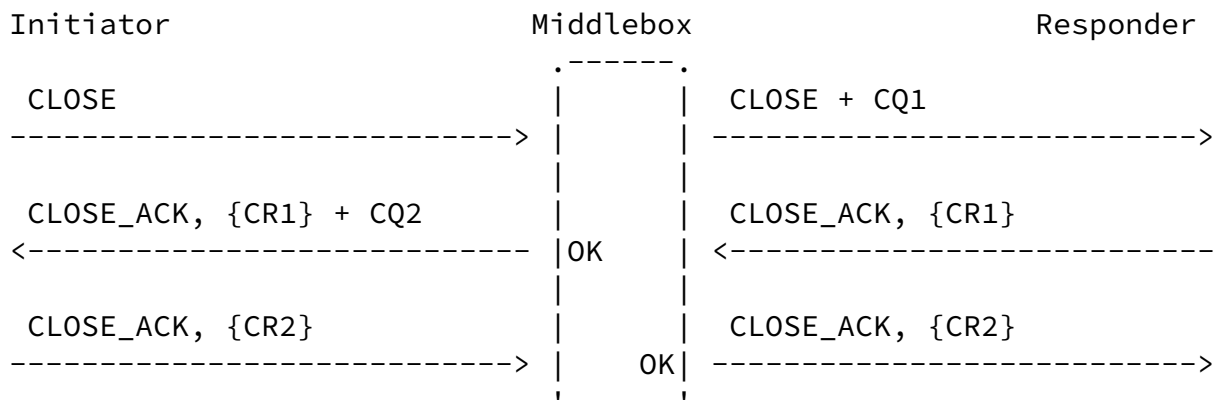 Initiator Middlebox Responder
CLOSE CLOSE + CQ1
CLOSE_ACK, {CR1} + CQ2 CLOSE_ACK, {CR1}
OK
CLOSE_ACK, {CR2} CLOSE_ACK, {CR2}
OK